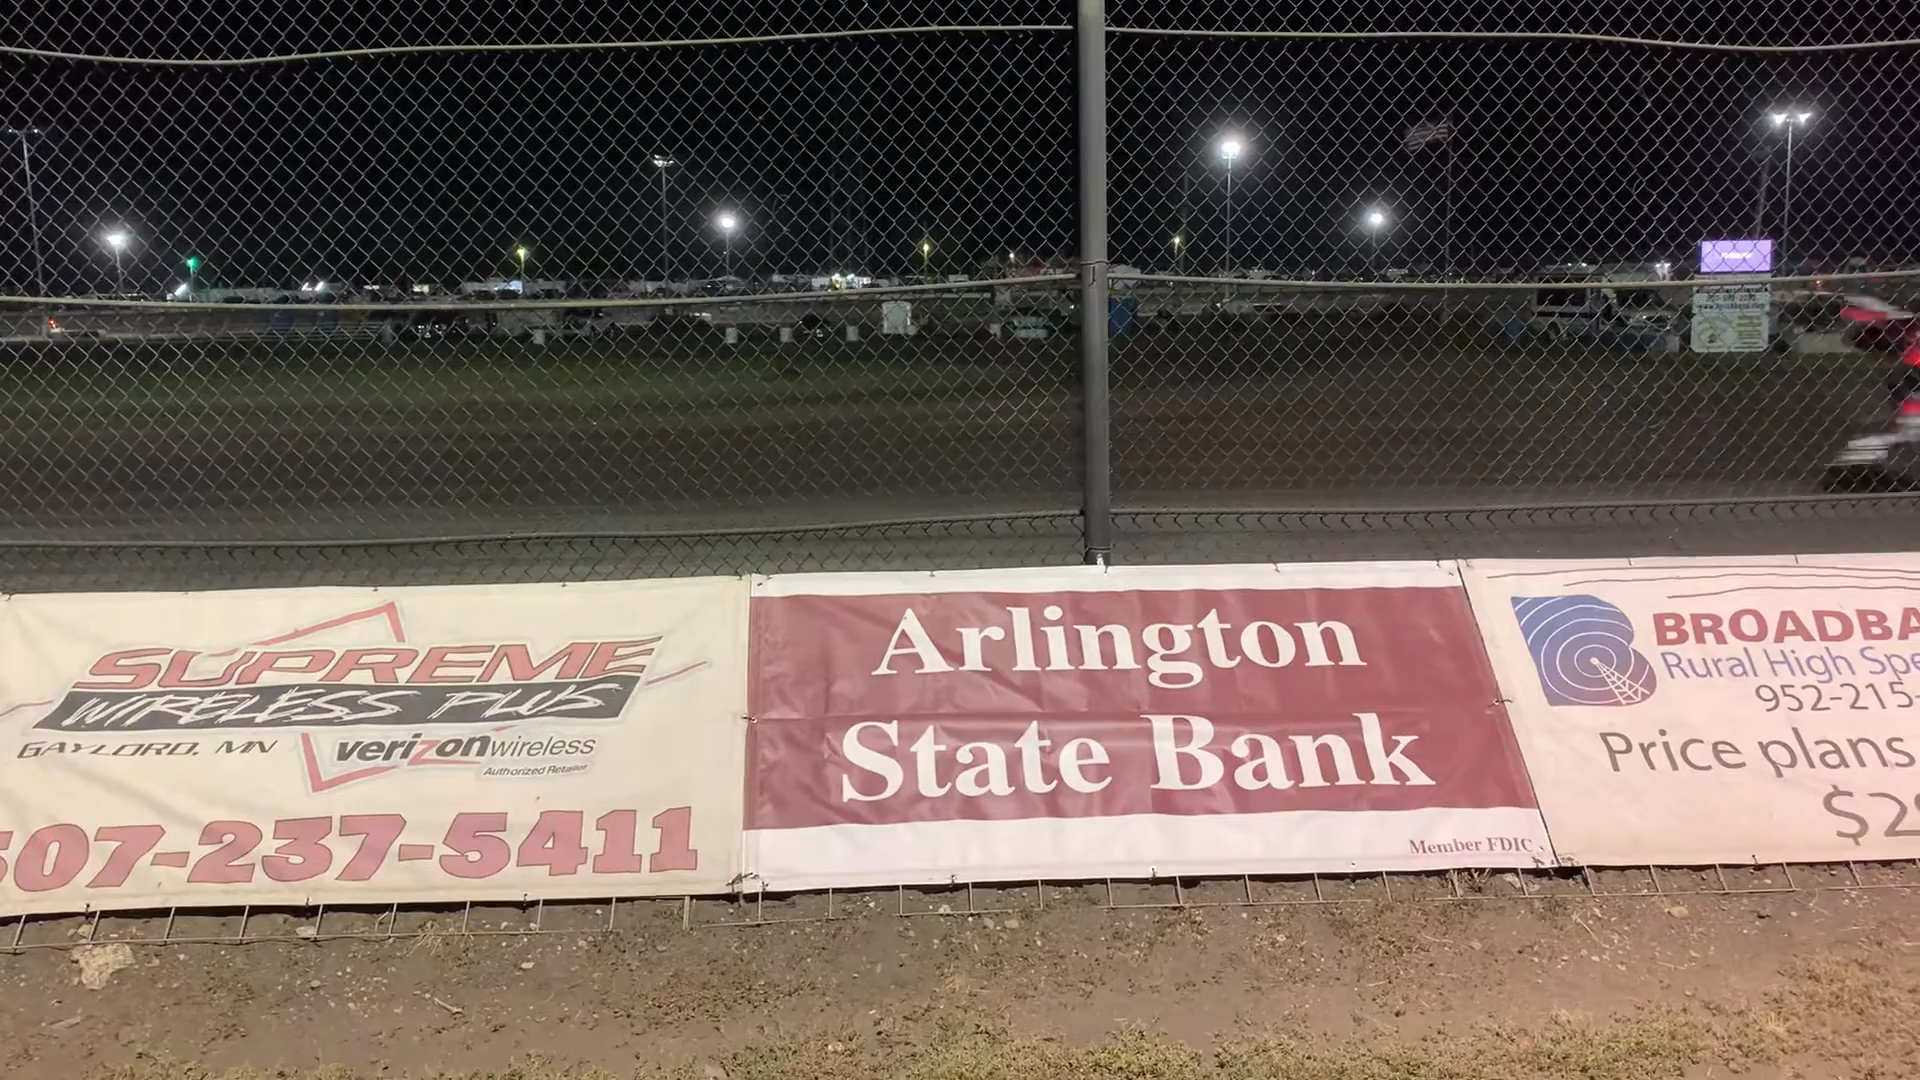 SUPREME
WIRELESS PLUS
GAYLORD, MN
verizonwireless
Authorized Retailer
507-237-5411
Arlington
State Bank
Member FDIC
BROADBA
Rural High Spe
952-215-
Price plans
$2